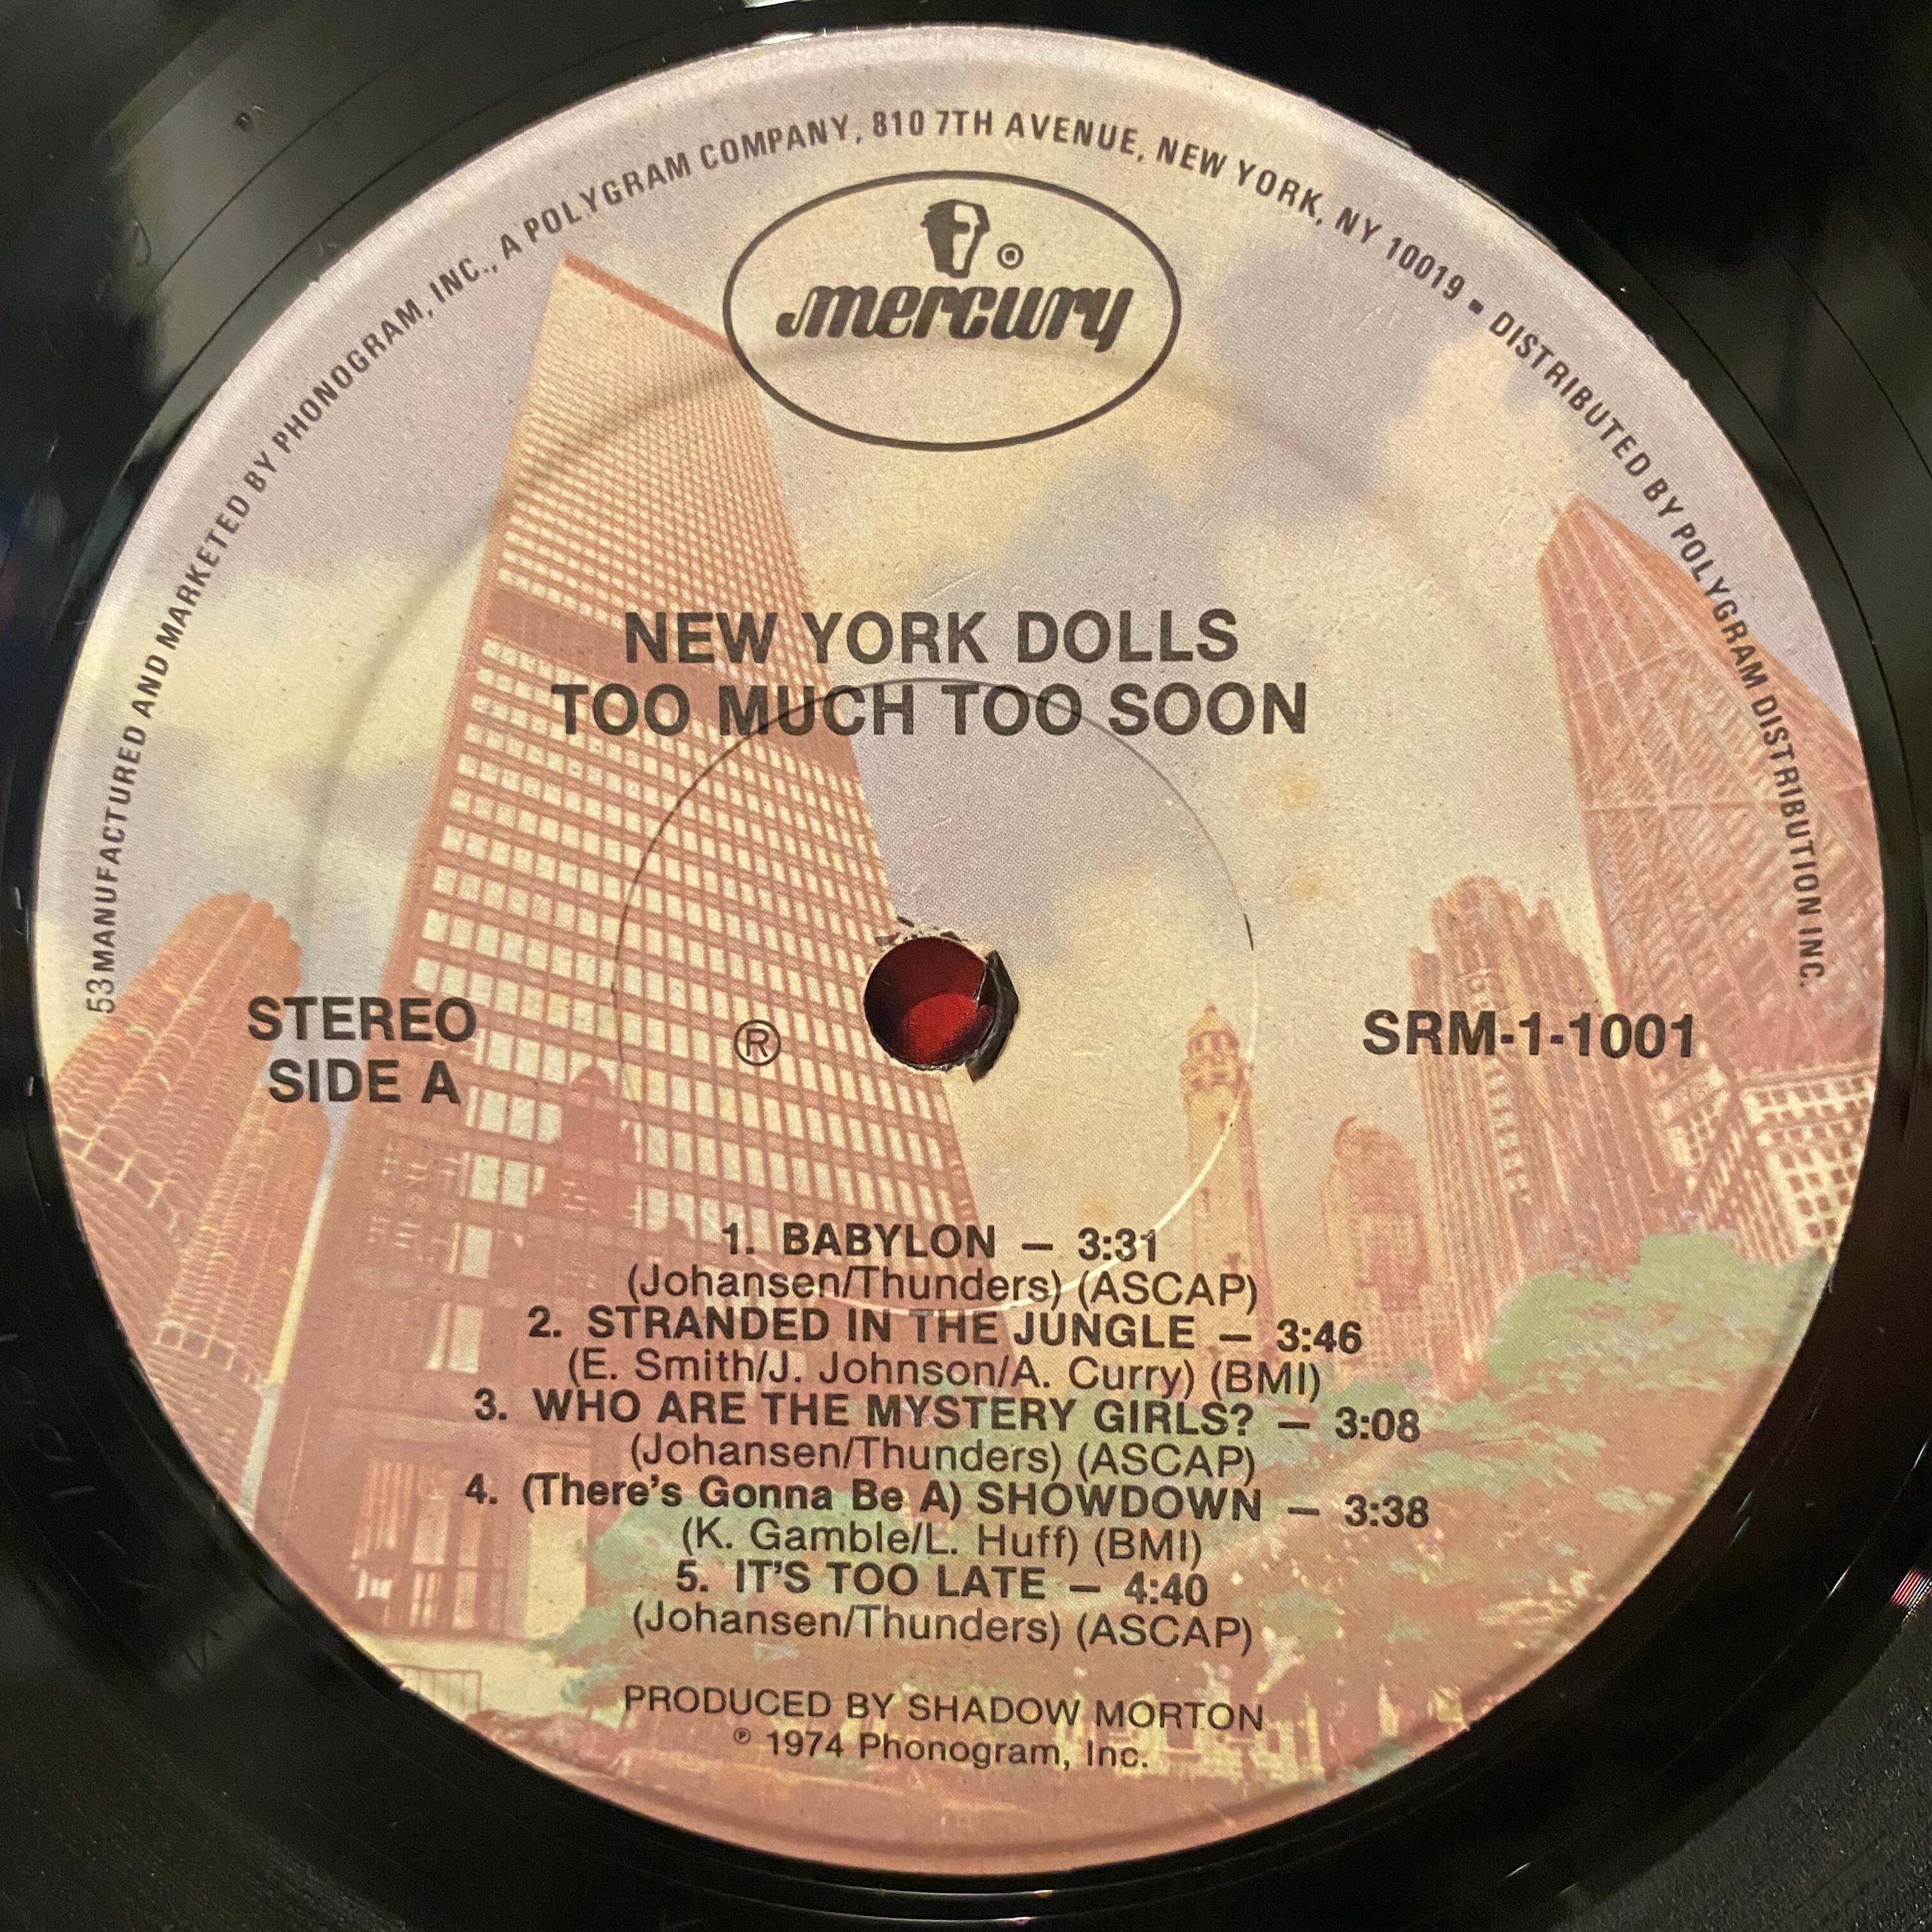 53 MANUFACTURED AND MARKETED BY PHONOGRAM, INC., A POLYGRAM COMPANY, 810 7TH AVENUE, NEW YORK, NY 10019 ▪ DISTRIBUTED BY POLYGRAM DISTRIBUTION INC.
®
mercury
NEW YORK DOLLS
TOO MUCH TOO SOON
STEREO
SIDE A
®
SRM-1-1001
1. BABYLON — 3:31
(Johansen/Thunders) (ASCAP)
2. STRANDED IN THE JUNGLE — 3:46
(E. Smith/J. Johnson/A. Curry) (BMI)
3. WHO ARE THE MYSTERY GIRLS? — 3:08
(Johansen/Thunders) (ASCAP)
4. (There's Gonna Be A) SHOWDOWN — 3:38
(K. Gamble/L. Huff) (BMI)
5. IT'S TOO LATE — 4:40
(Johansen/Thunders) (ASCAP)
PRODUCED BY SHADOW MORTON
℗ 1974 Phonogram, Inc.